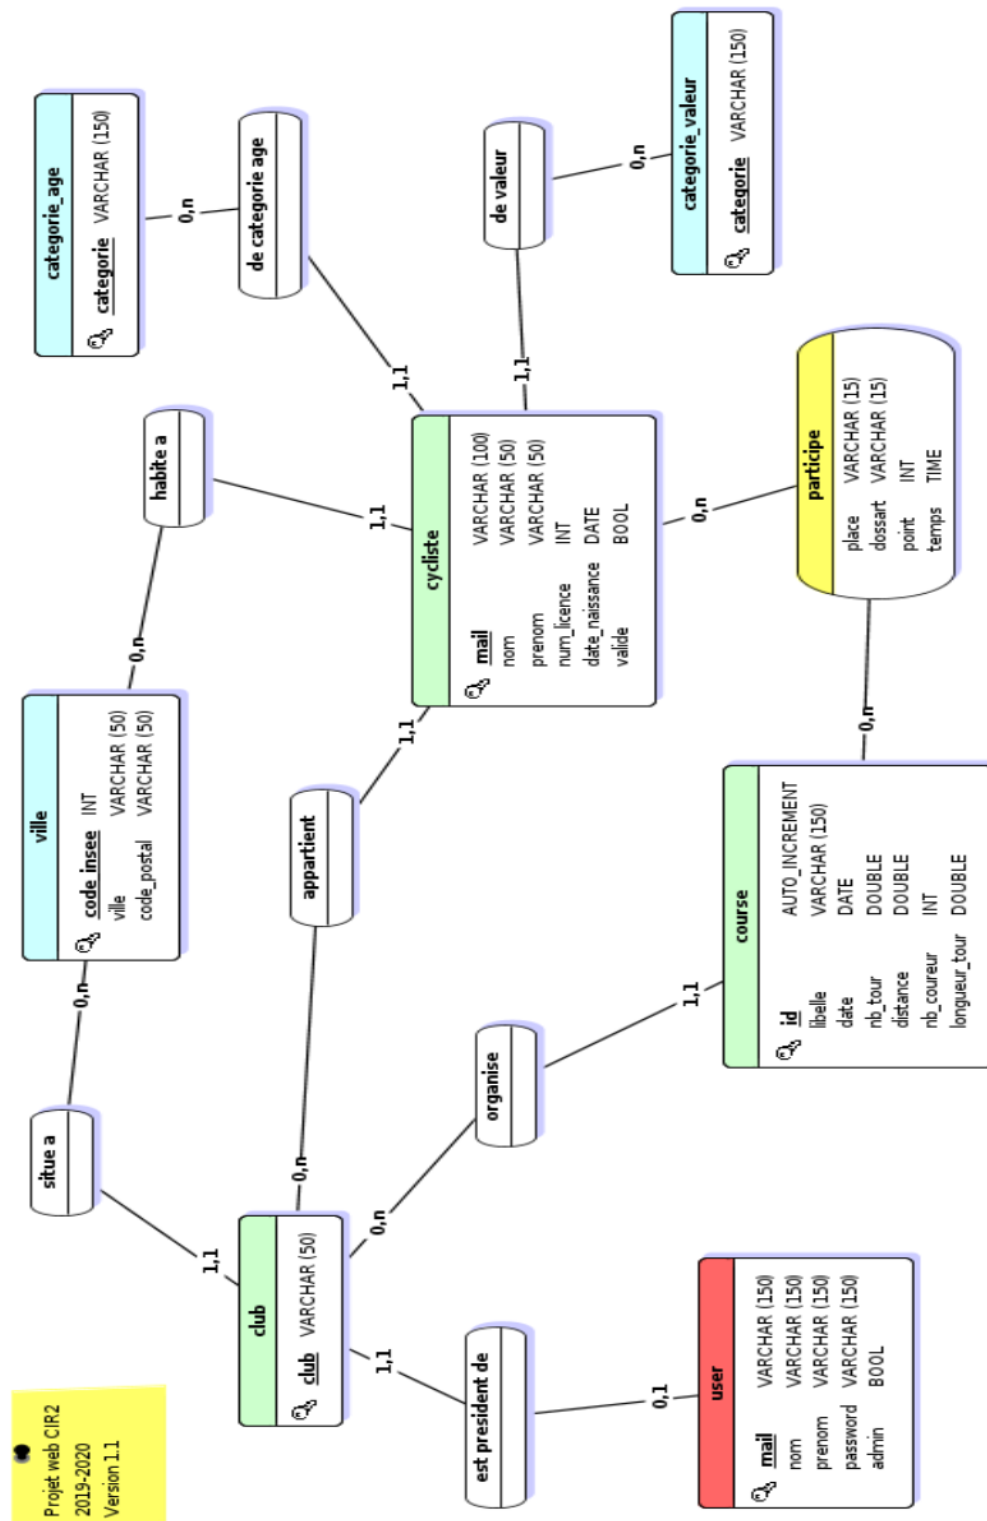 Projet web CIR2
2019-2020
Version 1.1
situe a
0,n
1,1
ville
code_insee INT
ville VARCHAR (50)
code_postal VARCHAR (50)
0,n
habite a
1,1
categorie_age
categorie VARCHAR (150)
0,n
de categorie age
1,1
club
club VARCHAR (50)
0,n
appartient
1,1
cycliste
mail VARCHAR (100)
nom VARCHAR (50)
prenom VARCHAR (50)
num_licence INT
date_naissance DATE
valide BOOL
1,1
de valeur
0,n
categorie_valeur
categorie VARCHAR (150)
1,1
est president de
0,1
user
mail VARCHAR (150)
nom VARCHAR (150)
prenom VARCHAR (150)
password VARCHAR (150)
admin BOOL
0,n
organise
1,1
course
id AUTO_INCREMENT
libelle VARCHAR (150)
date DATE
nb_tour DOUBLE
distance DOUBLE
nb_coureur INT
longueur_tour DOUBLE
0,n
0,n
participe
place VARCHAR (15)
dossart VARCHAR (15)
point INT
temps TIME